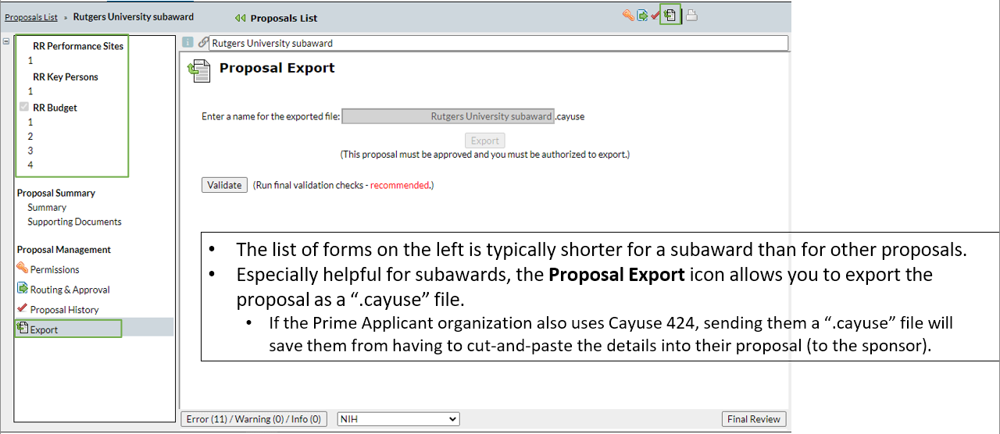 Proposals List » Rutgers University subaward
Proposals List
RR Performance Sites
1
RR Key Persons
1
RR Budget
1
2
3
4
Proposal Summary
Summary
Supporting Documents
Proposal Management
Permissions
Routing & Approval
Proposal History
Export
i
Rutgers University subaward
Proposal Export
Enter a name for the exported file: Rutgers University subaward .cayuse
Export
(This proposal must be approved and you must be authorized to export.)
Validate (Run final validation checks - recommended.)
• The list of forms on the left is typically shorter for a subaward than for other proposals.
• Especially helpful for subawards, the Proposal Export icon allows you to export the
proposal as a “.cayuse” file.
• If the Prime Applicant organization also uses Cayuse 424, sending them a “.cayuse” file will
save them from having to cut-and-paste the details into their proposal (to the sponsor).
Error (11) / Warning (0) / Info (0) NIH Final Review